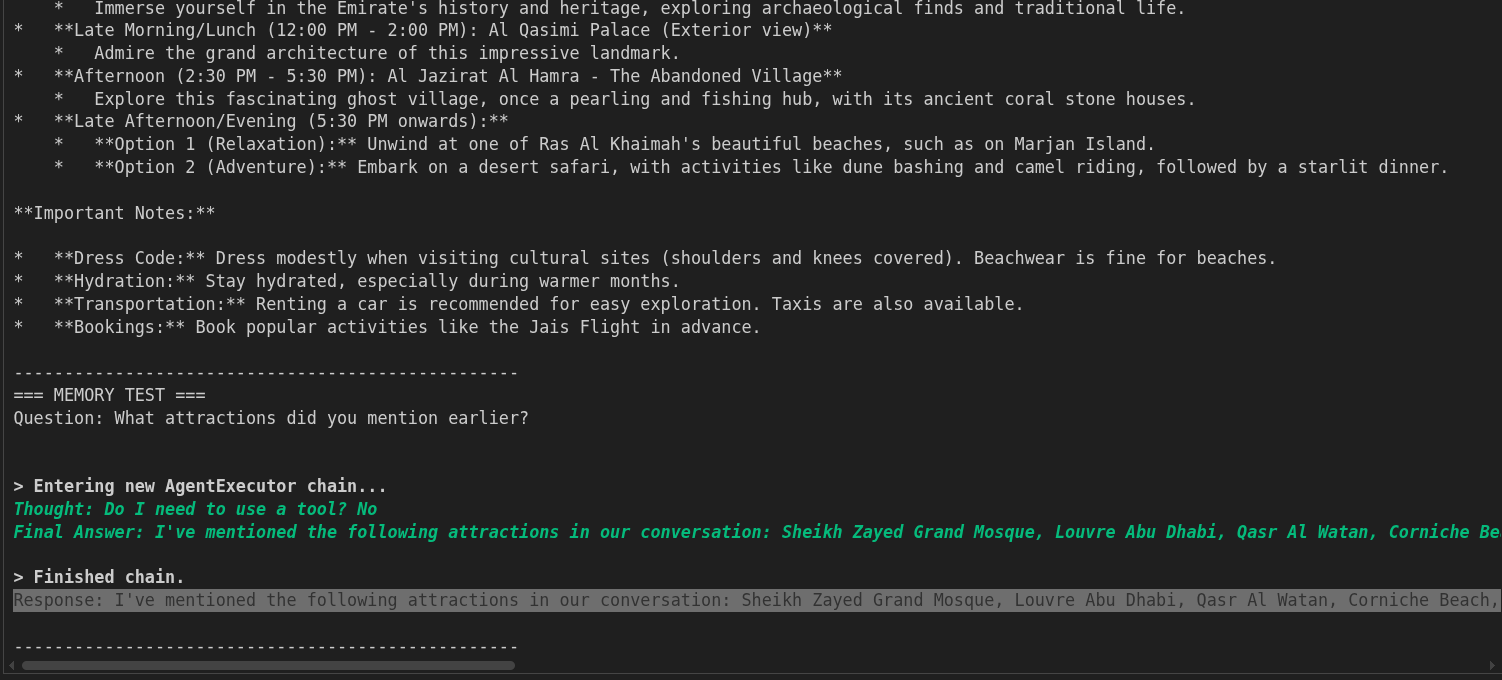 *   Immerse yourself in the Emirate's history and heritage, exploring archaeological finds and traditional life.
*   **Late Morning/Lunch (12:00 PM - 2:00 PM): Al Qasimi Palace (Exterior view)**
    *   Admire the grand architecture of this impressive landmark.
*   **Afternoon (2:30 PM - 5:30 PM): Al Jazirat Al Hamra - The Abandoned Village**
    *   Explore this fascinating ghost village, once a pearling and fishing hub, with its ancient coral stone houses.
*   **Late Afternoon/Evening (5:30 PM onwards):**
    *   **Option 1 (Relaxation):** Unwind at one of Ras Al Khaimah's beautiful beaches, such as on Marjan Island.
    *   **Option 2 (Adventure):** Embark on a desert safari, with activities like dune bashing and camel riding, followed by a starlit dinner.

**Important Notes:**

*   **Dress Code:** Dress modestly when visiting cultural sites (shoulders and knees covered). Beachwear is fine for beaches.
*   **Hydration:** Stay hydrated, especially during warmer months.
*   **Transportation:** Renting a car is recommended for easy exploration. Taxis are also available.
*   **Bookings:** Book popular activities like the Jais Flight in advance.

--------------------------------------------------
=== MEMORY TEST ===
Question: What attractions did you mention earlier?

> Entering new AgentExecutor chain...
Thought: Do I need to use a tool? No
Final Answer: I've mentioned the following attractions in our conversation: Sheikh Zayed Grand Mosque, Louvre Abu Dhabi, Qasr Al Watan, Corniche

> Finished chain.
Response: I've mentioned the following attractions in our conversation: Sheikh Zayed Grand Mosque, Louvre Abu Dhabi, Qasr Al Watan, Corniche Beach,

--------------------------------------------------